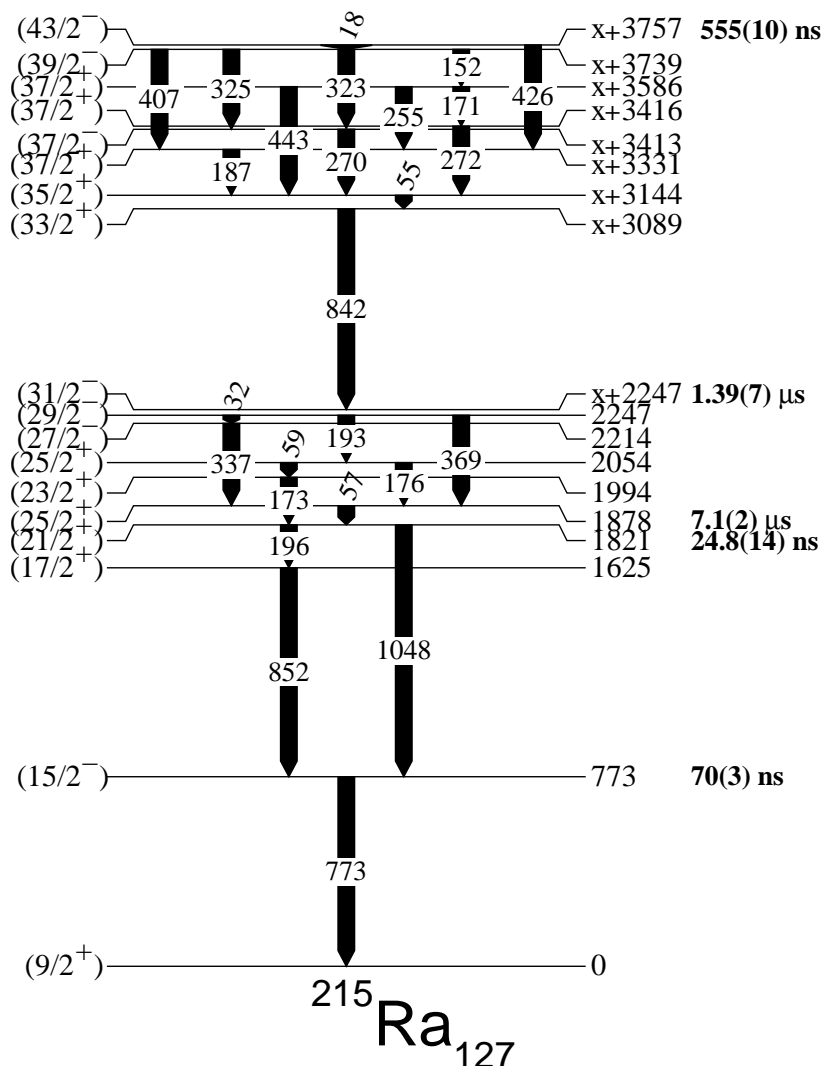 (43/2⁻) 18 x+3757 555(10) ns
(39/2⁻) 152 x+3739
(37/2⁺) 407 325 323 426 x+3586
(37/2⁺) 443 255 171 x+3416
(37/2⁻) 270 272 x+3413
(37/2⁺) 187 x+3331
(35/2⁺) 55 x+3144
(33/2⁺) x+3089
842
(31/2⁻) 32 x+2247 1.39(7) μs
(29/2⁻) 2247
(27/2⁻) 193 2214
(25/2⁺) 337 59 369 2054
(23/2⁺) 173 57 176 1994
(25/2⁺) 1878 7.1(2) μs
(21/2⁺) 196 1821 24.8(14) ns
(17/2⁺) 1625
852 1048
(15/2⁻) 773 70(3) ns
773
(9/2⁺) 0
²¹⁵Ra₁₂₇